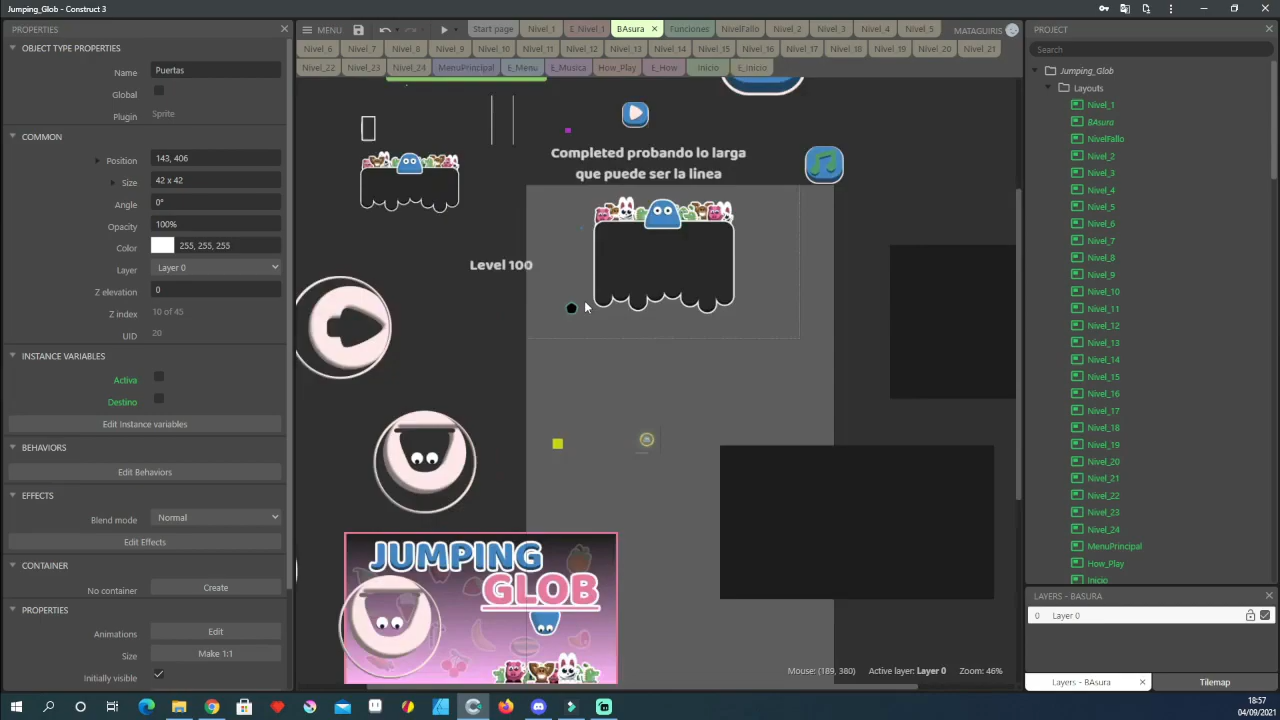 Jumping_Glob - Construct 3
PROPERTIES
OBJECT TYPE PROPERTIES
Name Puertas
Global
Plugin Sprite
COMMON
Position 143, 406
Size 42 x 42
Angle 0°
Opacity 100%
Color 255, 255, 255
Layer Layer 0
Z elevation 0
Z index 10 of 45
UID 20
INSTANCE VARIABLES
Activa
Destino
Edit Instance variables
BEHAVIORS
Edit Behaviors
EFFECTS
Blend mode Normal
Edit Effects
CONTAINER
No container Create
PROPERTIES
Animations Edit
Size Make 1:1
Initially visible
MENU
Start page Nivel_1 E_Nivel_1 BAsura Funciones NivelFallo Nivel_2 Nivel_3 Nivel_4 Nivel_5 MATAGUIRIS
Nivel_6 Nivel_7 Nivel_8 Nivel_9 Nivel_10 Nivel_11 Nivel_12 Nivel_13 Nivel_14 Nivel_15 Nivel_16 Nivel_17 Nivel_18 Nivel_19 Nivel_20 Nivel_21
Nivel_22 Nivel_23 Nivel_24 MenuPrincipal E_Menu E_Musica How_Play E_How Inicio E_Inicio
Completed probando lo larga
que puede ser la linea
Level 100
JUMPING
GLOB
Mouse: (189, 380) Active layer: Layer 0 Zoom: 46%
PROJECT
Search
Jumping_Glob
Layouts
Nivel_1
BAsura
NivelFallo
Nivel_2
Nivel_3
Nivel_4
Nivel_5
Nivel_6
Nivel_7
Nivel_8
Nivel_9
Nivel_10
Nivel_11
Nivel_12
Nivel_13
Nivel_14
Nivel_15
Nivel_16
Nivel_17
Nivel_18
Nivel_19
Nivel_20
Nivel_21
Nivel_22
Nivel_23
Nivel_24
MenuPrincipal
How_Play
Inicio
LAYERS - BASURA
0 Layer 0
Layers - BAsura Tilemap
18:57
04/09/2021